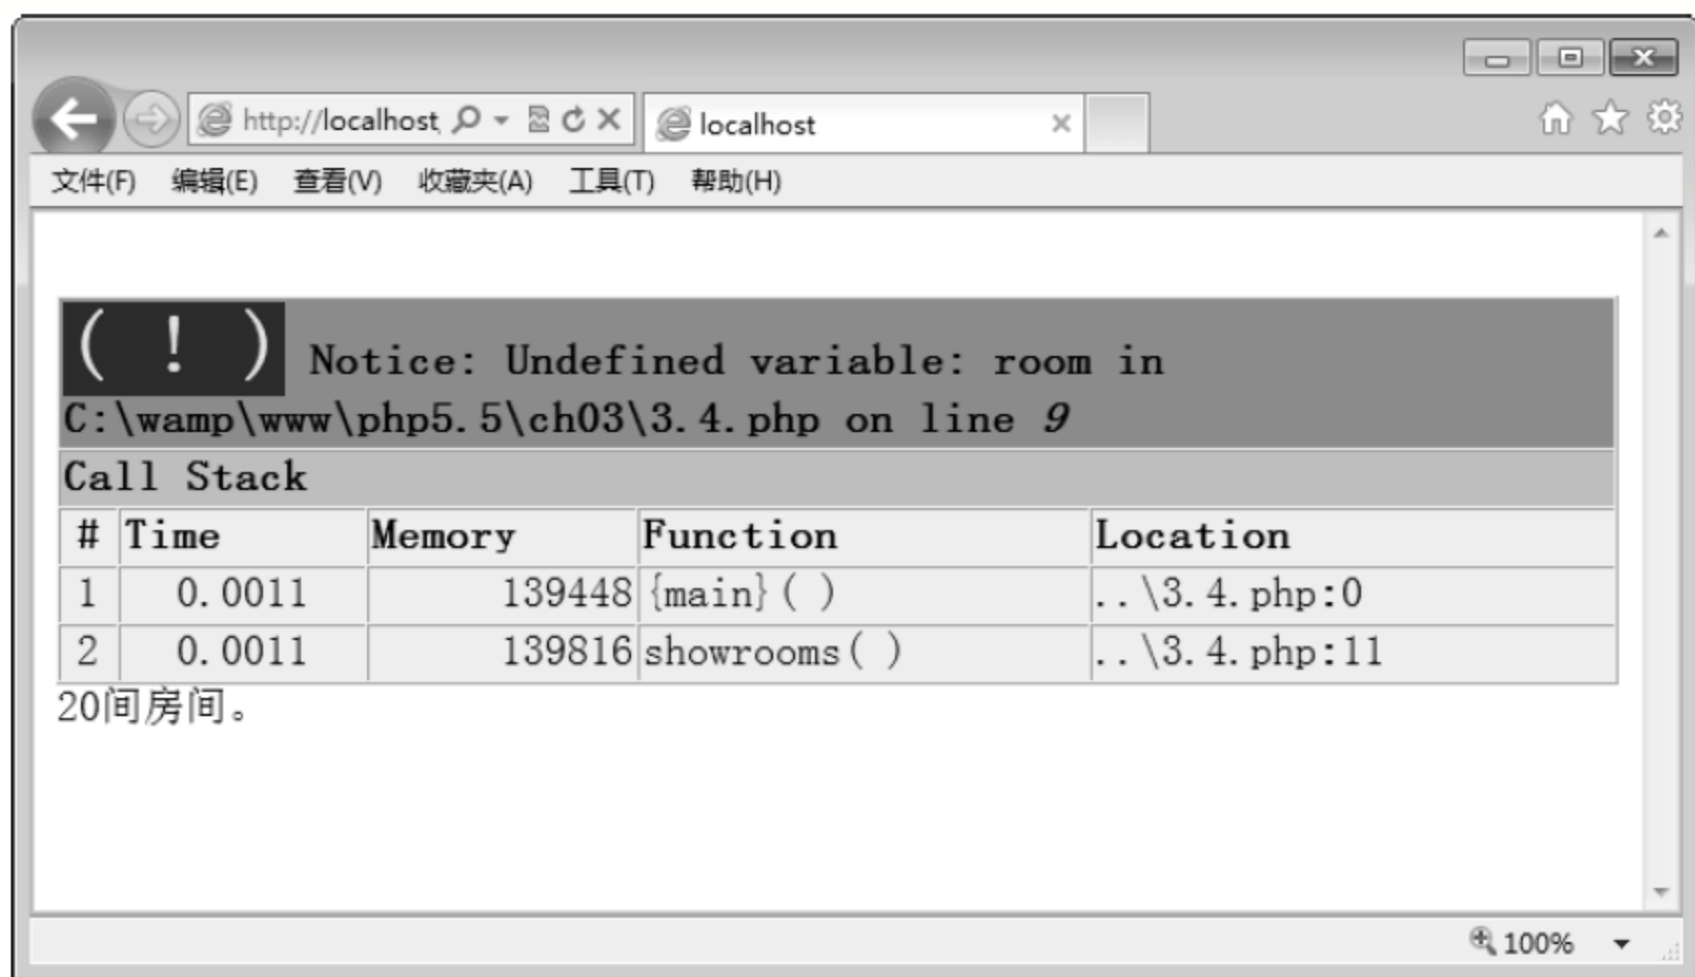 http://localhost
localhost
文件(F) 编辑(E) 查看(V) 收藏夹(A) 工具(T) 帮助(H)
( ! ) Notice: Undefined variable: room in
C:\wamp\www\php5.5\ch03\3.4.php on line 9
Call Stack
# Time Memory Function Location
1 0.0011 139448 {main}( ) ..\3.4.php:0
2 0.0011 139816 showrooms( ) ..\3.4.php:11
20间房间。
100%